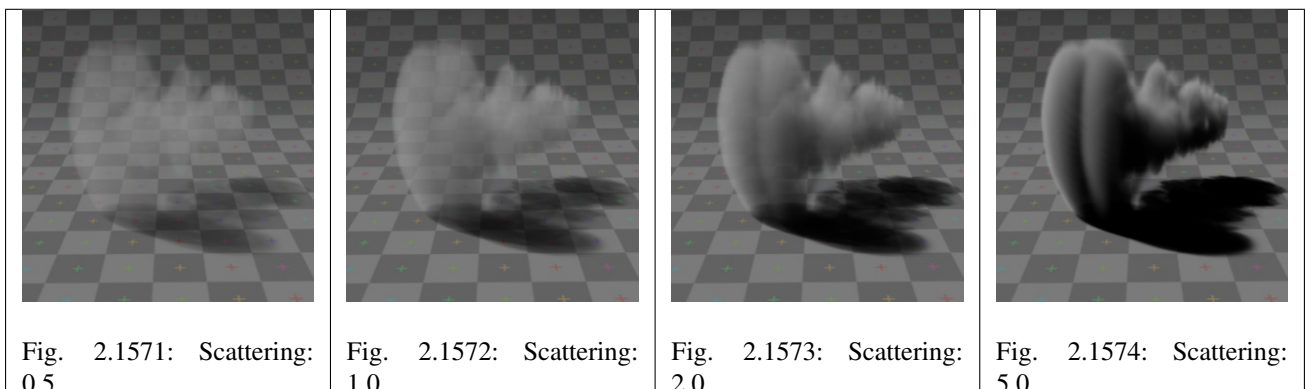 Fig. 2.1571: Scattering:
0.5
Fig. 2.1572: Scattering:
1.0
Fig. 2.1573: Scattering:
2.0
Fig. 2.1574: Scattering:
5.0